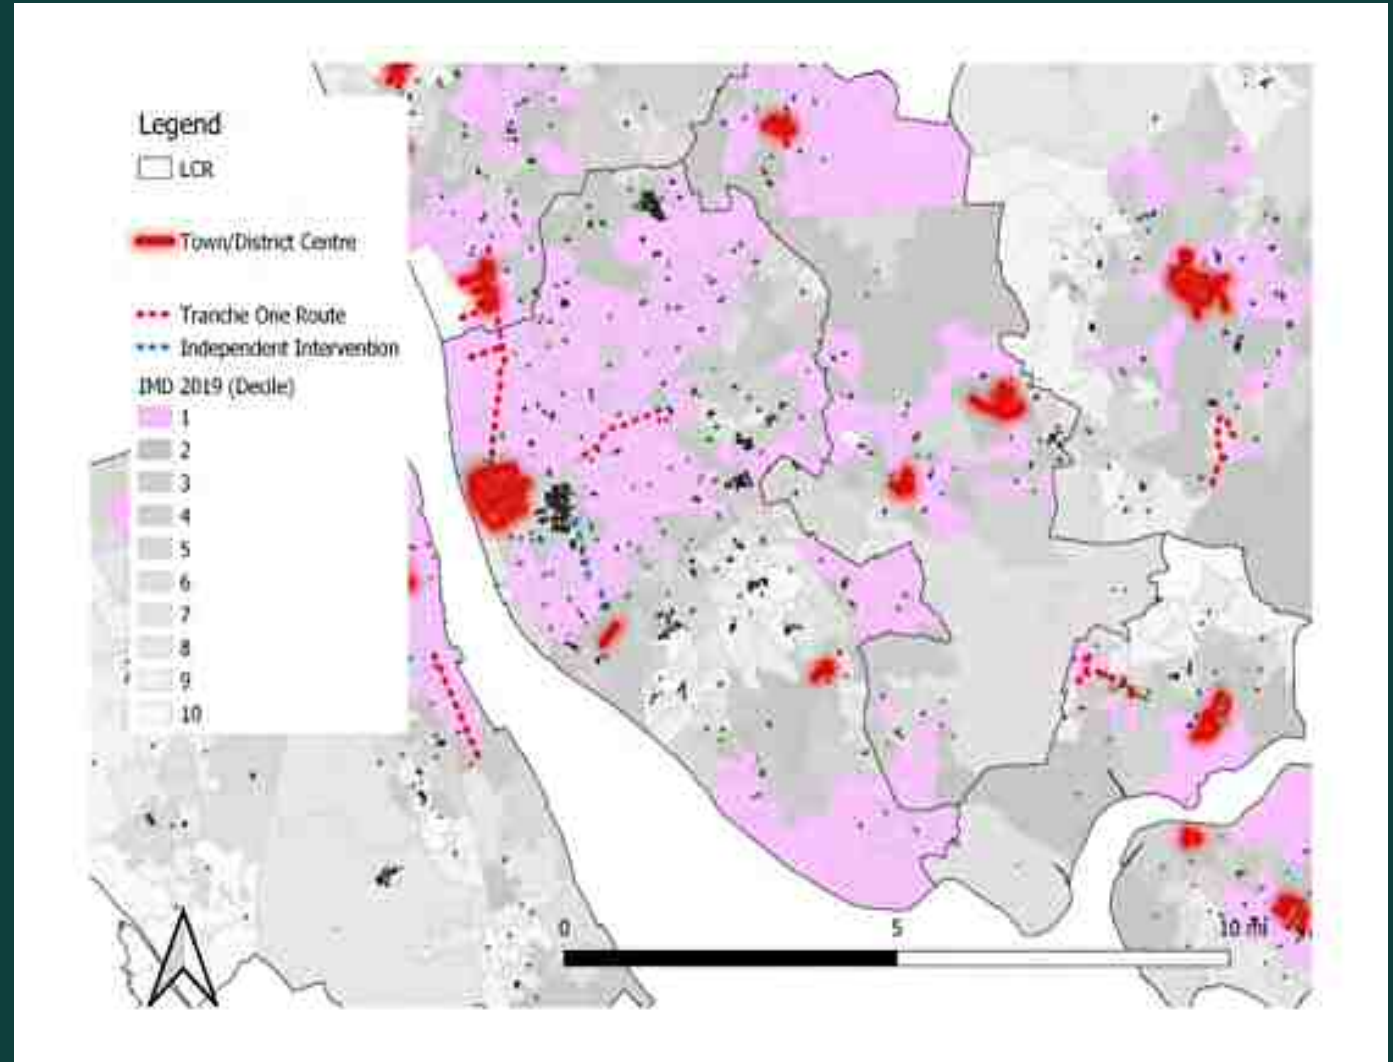 Legend
LCR
Town/District Centre
Tranche One Route
Independent Intervention
IMD 2019 (Decile)
1
2
3
4
5
6
7
8
9
10
0 5 10 mi